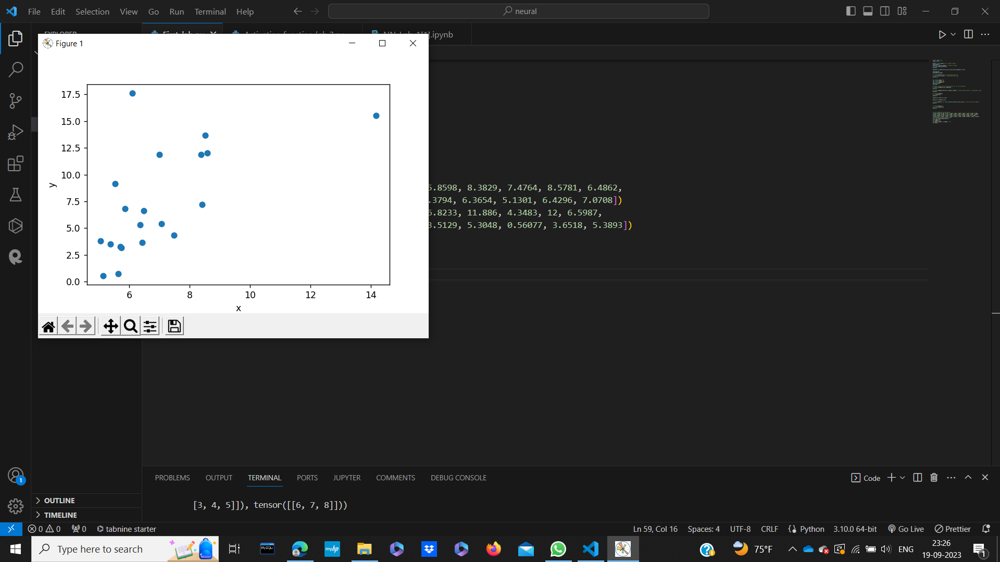 File Edit Selection View Go Run Terminal Help
neural
EXPLORER
.ipynb
Figure 1
17.5
15.0
12.5
10.0
7.5
5.0
2.5
0.0
y
6 8 10 12 14
x
.8598, 8.3829, 7.4764, 8.5781, 6.4862,
.3794, 6.3654, 5.1301, 6.4296, 7.0708])
.8233, 11.886, 4.3483, 12, 6.5987,
.5129, 5.3048, 0.56077, 3.6518, 5.3893])
PROBLEMS OUTPUT TERMINAL PORTS JUPYTER COMMENTS DEBUG CONSOLE
Code
[3, 4, 5]]), tensor([[6, 7, 8]]))
OUTLINE
TIMELINE
1
0 0 0 tabnine starter
Ln 59, Col 16 Spaces: 4 UTF-8 CRLF Python 3.10.0 64-bit Go Live Prettier
Type here to search
MySQL
myhp
75°F
ENG
23:26
19-09-2023
1